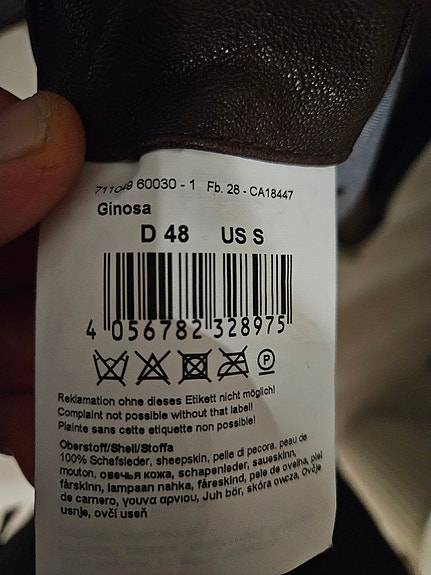 711049 60030 - 1 Fb. 28 - CA18447
Ginosa
D 48 US S
4 056782 328975
P
Reklamation ohne dieses Etikett nicht möglich!
Complaint not possible without that label!
Plainte sans cette etiquette non possible!
Oberstoff/Shell/Stoffa
100% Schafsleder, sheepskin, pelle di pecora, peau de
mouton, овечья кожа, schapenleder, saueskinn,
fårskinn, lampaan nahka, fåreskind, pele de ovelha, piel
de carnero, γουνα αρνιου, Juh bőr, skóra owcza, Ovčje
usnje, ovčí useň